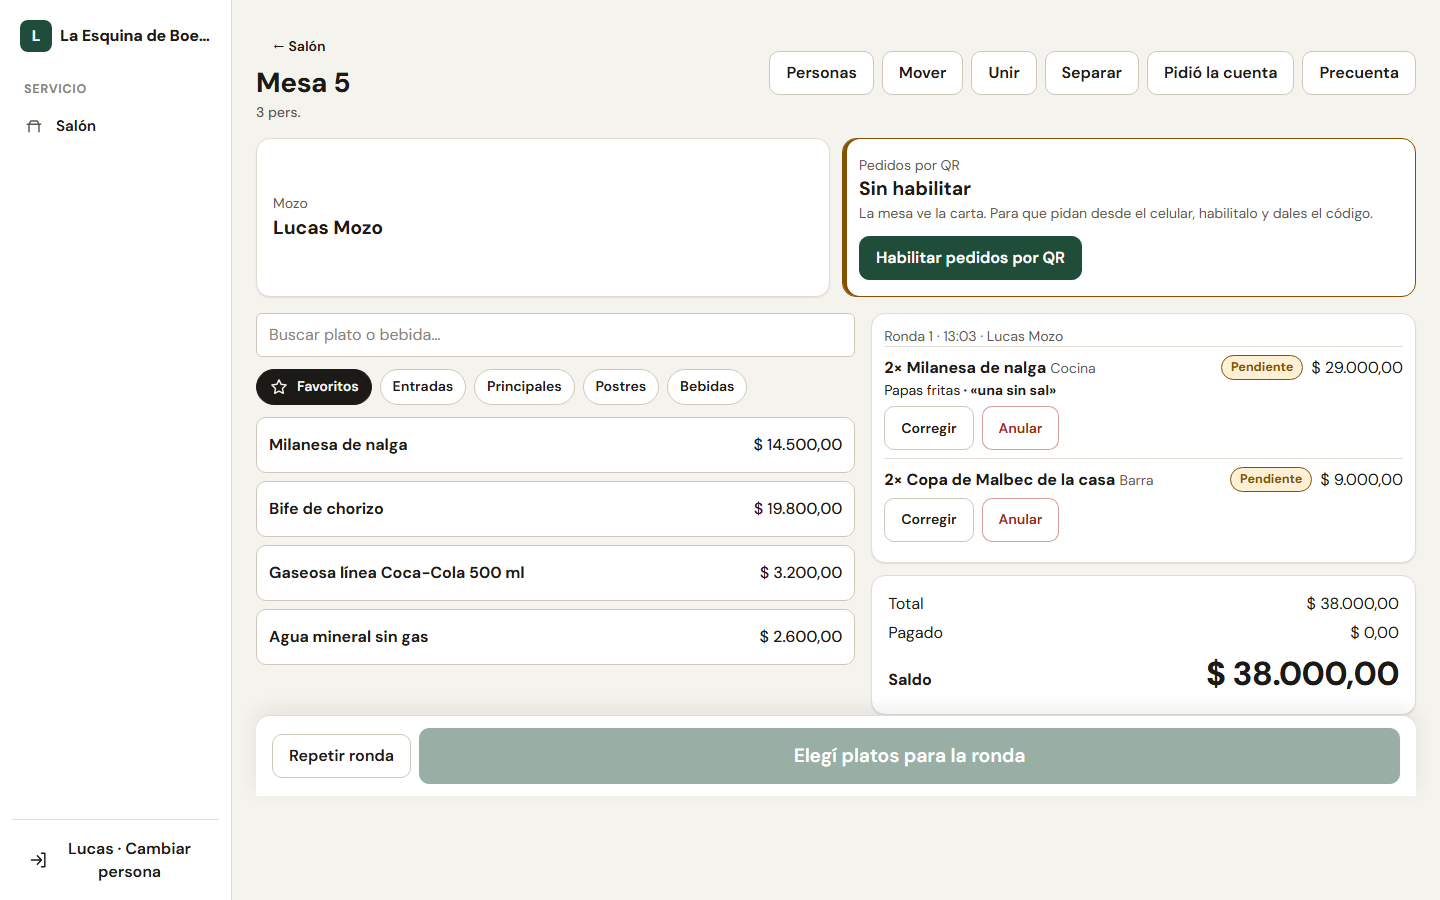 L
La Esquina de Boe...
SERVICIO
Salón
Lucas · Cambiar
persona
← Salón
Mesa 5
3 pers.
Personas
Mover
Unir
Separar
Pidió la cuenta
Precuenta
Mozo
Lucas Mozo
Pedidos por QR
Sin habilitar
La mesa ve la carta. Para que pidan desde el celular, habilitalo y dales el código.
Habilitar pedidos por QR
Buscar plato o bebida...
Favoritos
Entradas
Principales
Postres
Bebidas
Milanesa de nalga $ 14.500,00
Bife de chorizo $ 19.800,00
Gaseosa línea Coca-Cola 500 ml $ 3.200,00
Agua mineral sin gas $ 2.600,00
Ronda 1 · 13:03 · Lucas Mozo
2× Milanesa de nalga Cocina Pendiente $ 29.000,00
Papas fritas · «una sin sal»
Corregir
Anular
2× Copa de Malbec de la casa Barra Pendiente $ 9.000,00
Corregir
Anular
Total $ 38.000,00
Pagado $ 0,00
Saldo $ 38.000,00
Repetir ronda
Elegí platos para la ronda